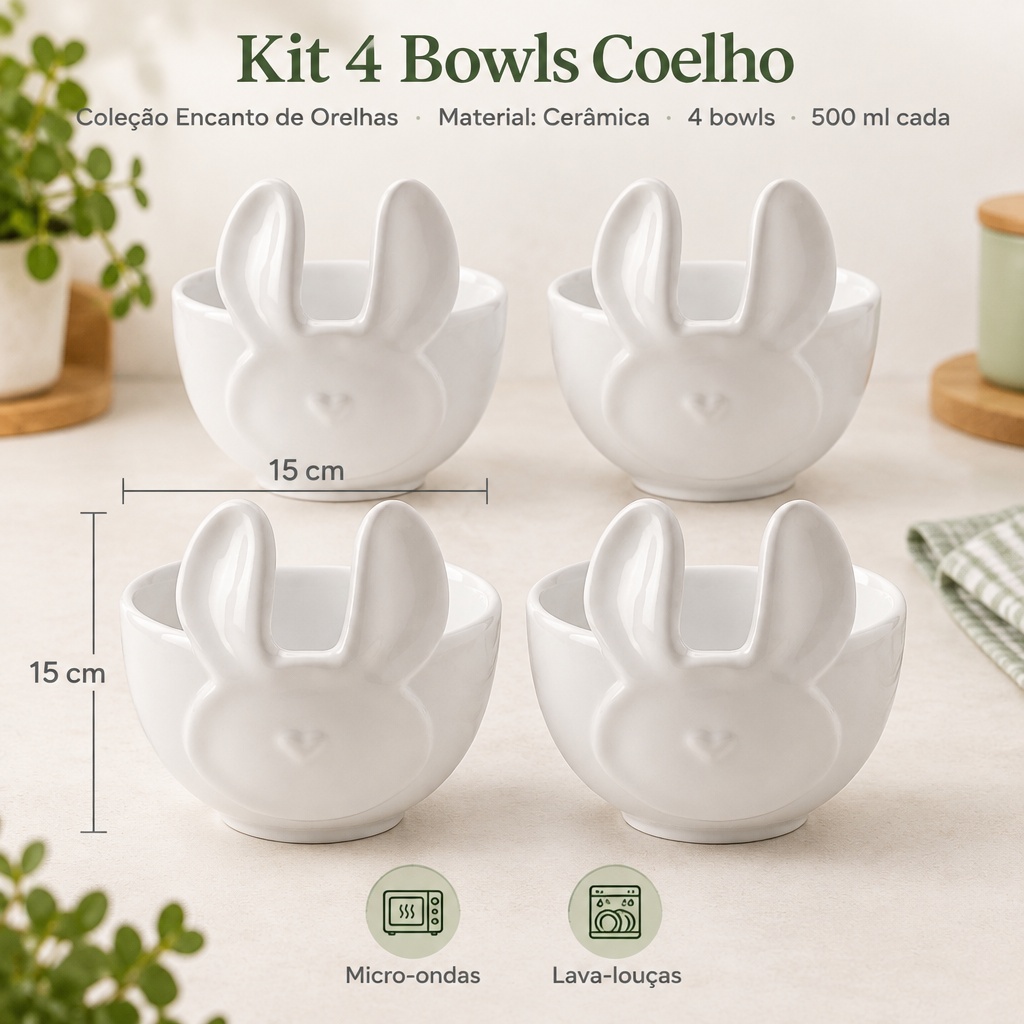 Kit 4 Bowls Coelho
Coleção Encanto de Orelhas · Material: Cerâmica · 4 bowls · 500 ml cada
15 cm
15 cm
Micro-ondas
Lava-louças